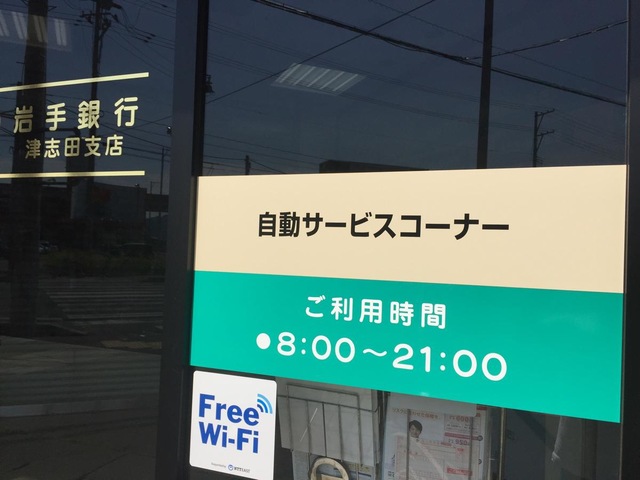 岩手銀行
津志田支店
自動サービスコーナー
ご利用時間
●8:00～21:00
Free
Wi-Fi